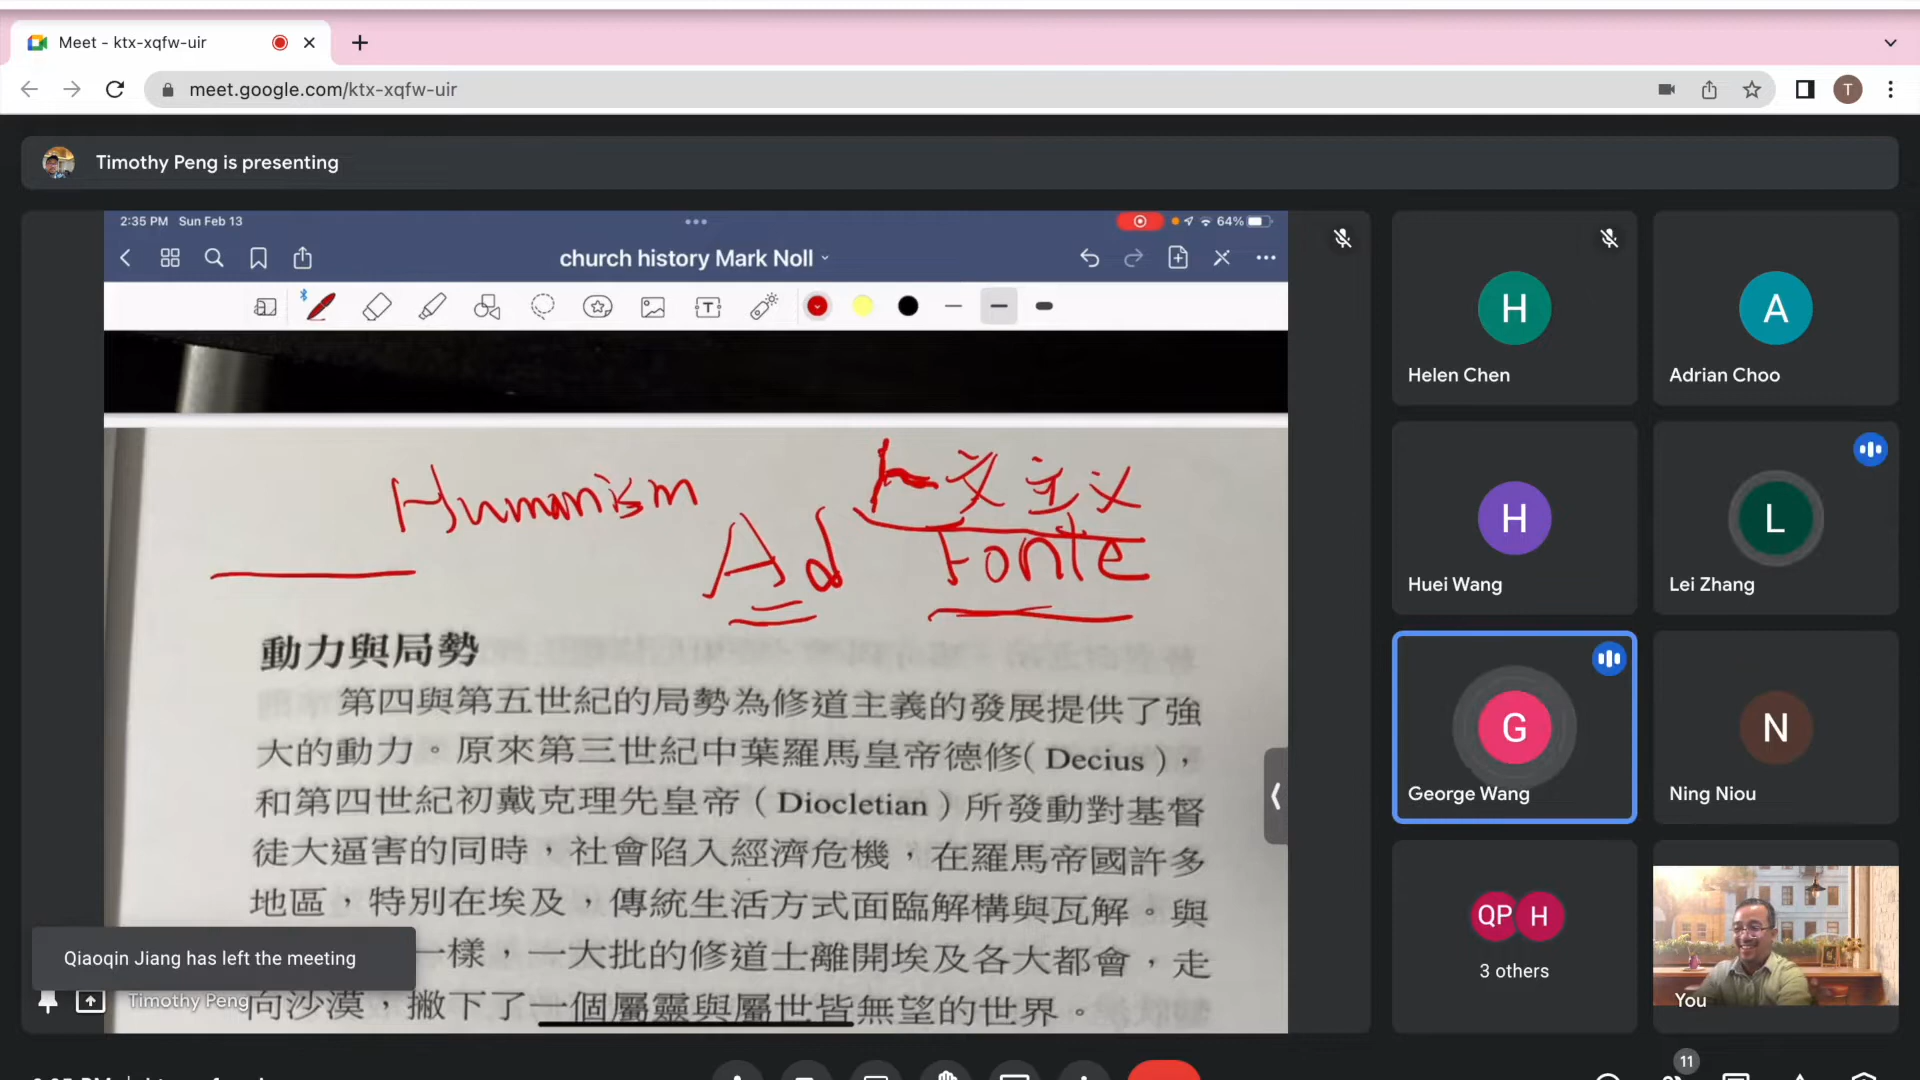 Meet - ktx-xqfw-uir
meet.google.com/ktx-xqfw-uir
T
Timothy Peng is presenting
2:35 PM Sun Feb 13
64%
church history Mark Noll
Humanism
人文主义
Ad Fonte
動力與局勢
第四與第五世紀的局勢為修道主義的發展提供了強
大的動力。原來第三世紀中葉羅馬皇帝德修(Decius),
和第四世紀初戴克理先皇帝(Diocletian)所發動對基督
徒大逼害的同時,社會陷入經濟危機,在羅馬帝國許多
地區,特別在埃及,傳統生活方式面臨解構與瓦解。與
一樣,一大批的修道士離開埃及各大都會,走
向沙漠,撇下了一個屬靈與屬世皆無望的世界。
Qiaoqin Jiang has left the meeting
Timothy Peng
H
Helen Chen
A
Adrian Choo
H
Huei Wang
L
Lei Zhang
G
George Wang
N
Ning Niou
QP H
3 others
You
11